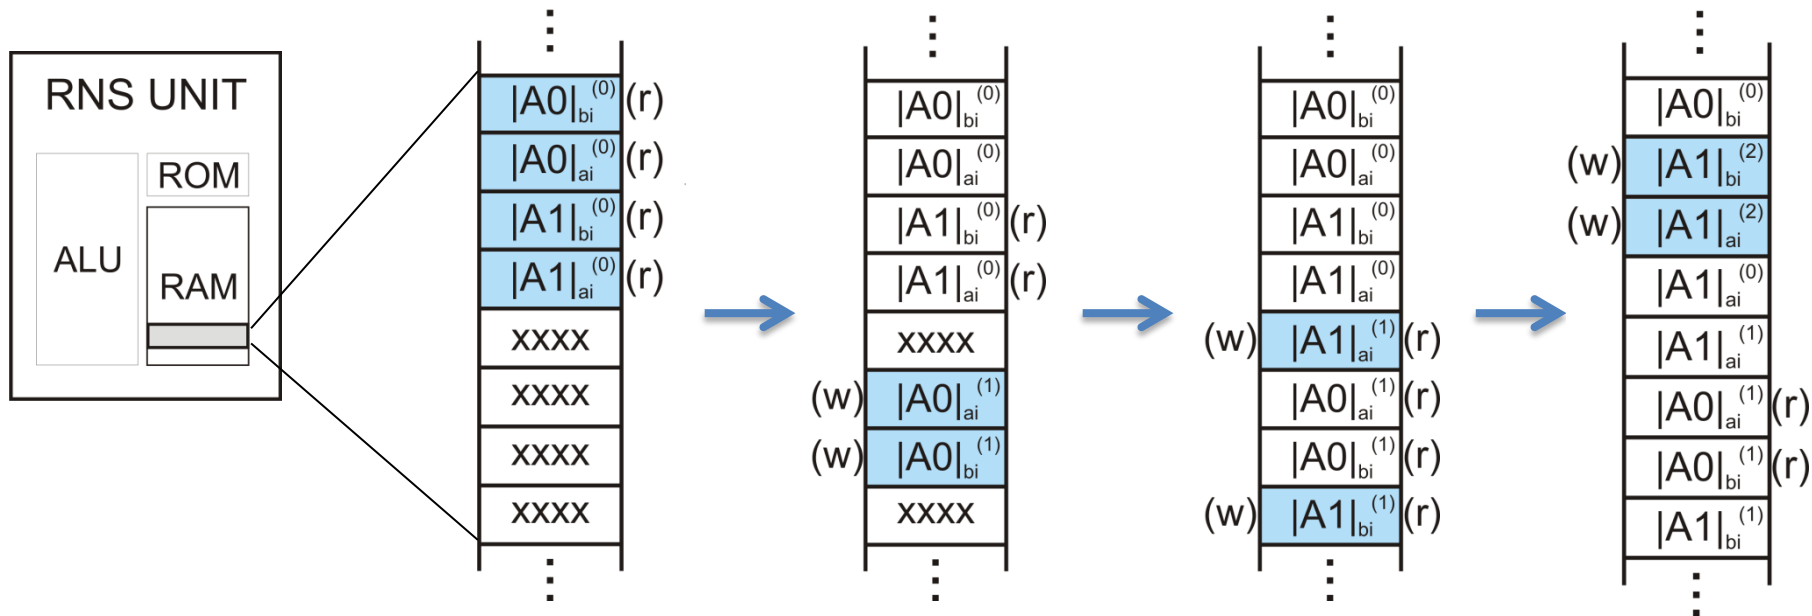 RNS UNIT
ROM
ALU
RAM
|A0|bi(0) (r)
|A0|ai(0) (r)
|A1|bi(0) (r)
|A1|ai(0) (r)
xxxx
xxxx
xxxx
xxxx
|A0|bi(0)
|A0|ai(0)
|A1|bi(0) (r)
|A1|ai(0) (r)
xxxx
(w) |A0|ai(1)
(w) |A0|bi(1)
xxxx
|A0|bi(0)
|A0|ai(0)
|A1|bi(0)
|A1|ai(0)
(w) |A1|ai(1) (r)
|A0|ai(1) (r)
|A0|bi(1) (r)
(w) |A1|bi(1) (r)
|A0|bi(0)
(w) |A1|bi(2)
(w) |A1|ai(2)
|A1|ai(0)
|A1|ai(1)
|A0|ai(1) (r)
|A0|bi(1) (r)
|A1|bi(1)